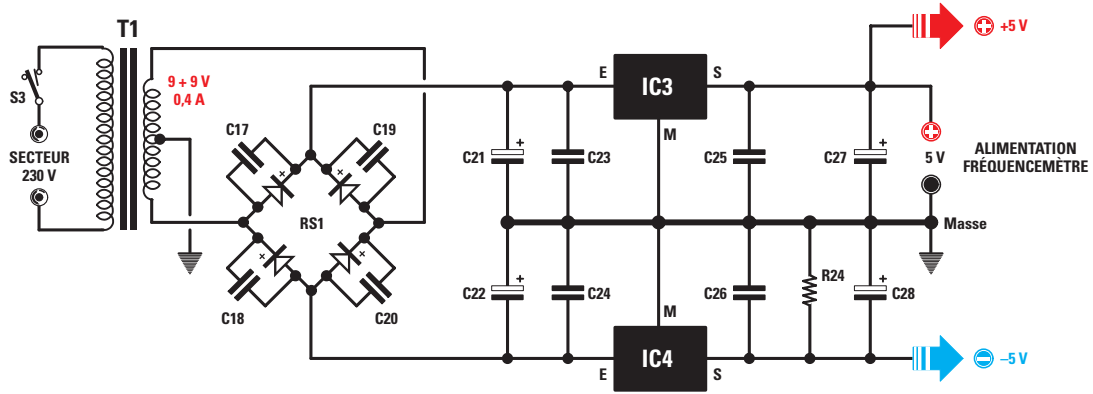 T1
+5 V
9 + 9 V
0,4 A
S3
SECTEUR
230 V
C17
C19
RS1
C18
C20
E
IC3
S
M
C21
C23
C25
C27
5 V
ALIMENTATION
FRÉQUENCEMÈTRE
Masse
C22
C24
C26
R24
C28
M
E
IC4
S
–5 V